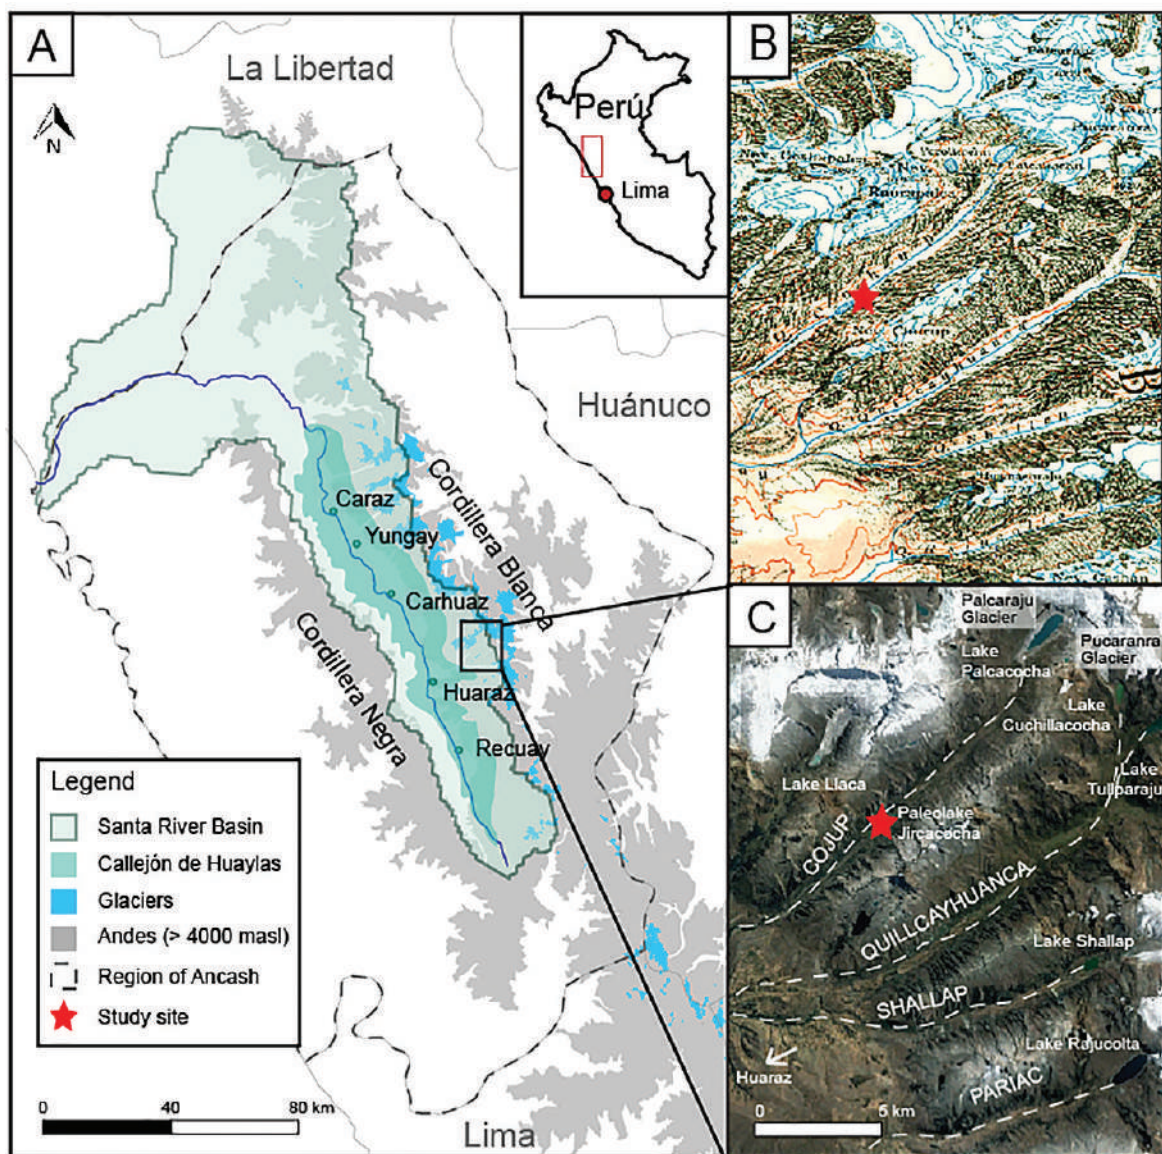 A
La Libertad
N
Perú
Lima
Huánuco
Cordillera Blanca
Caraz
Yungay
Carhuaz
Huaraz
Recuay
Cordillera Negra
Legend
Santa River Basin
Callejón de Huaylas
Glaciers
Andes (> 4000 masl)
Region of Ancash
Study site
0 40 80 km
Lima
B
C
Palcaraju
Glacier
Pucaranra
Glacier
Lake
Palcacocha
Lake
Cuchillacocha
Lake
Tullparaju
Lake Llaca
Paleolake
Jircacocha
COJUP
QUILLCAYHUANCA
Lake Shallap
SHALLAP
Lake Rajucolta
PARIAC
Huaraz
0 5 km